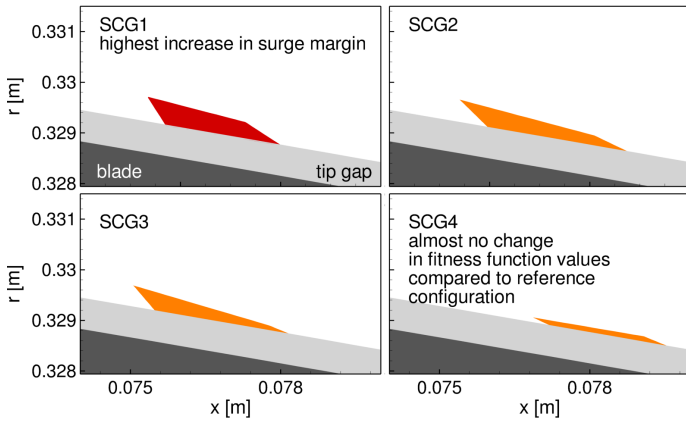 SCG1
highest increase in surge margin
SCG2
0.331
0.33
0.329
0.328
r [m]
blade
tip gap
SCG3
SCG4
almost no change
in fitness function values
compared to reference
configuration
0.331
0.33
0.329
0.328
r [m]
0.075
0.078
0.075
0.078
x [m]
x [m]